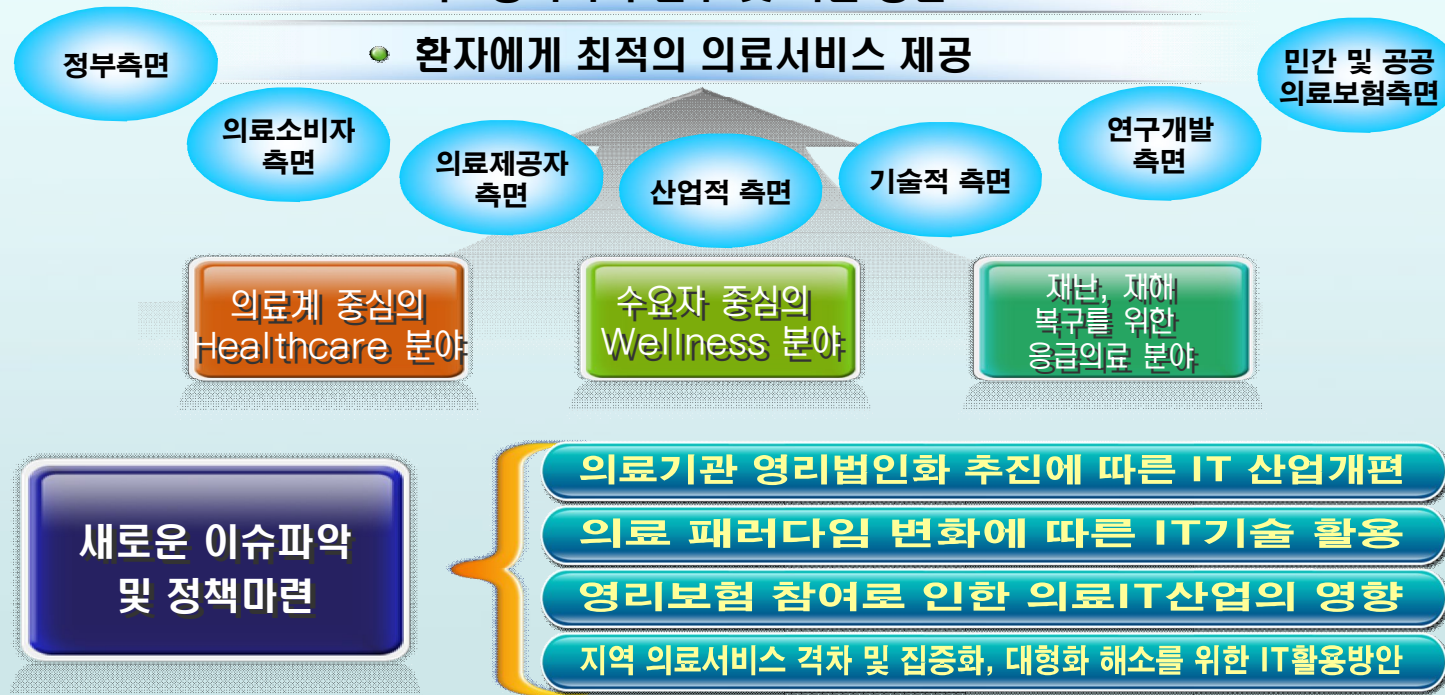 환자에게 최적의 의료서비스 제공
정부측면
의료소비자
측면
의료제공자
측면
산업적 측면
기술적 측면
연구개발
측면
민간 및 공공
의료보험측면
의료계 중심의
Healthcare 분야
수요자 중심의
Wellness 분야
재난, 재해
복구를 위한
응급의료 분야
새로운 이슈파악
및 정책마련
의료기관 영리법인화 추진에 따른 IT 산업개편
의료 패러다임 변화에 따른 IT기술 활용
영리보험 참여로 인한 의료IT산업의 영향
지역 의료서비스 격차 및 집중화, 대형화 해소를 위한 IT활용방안